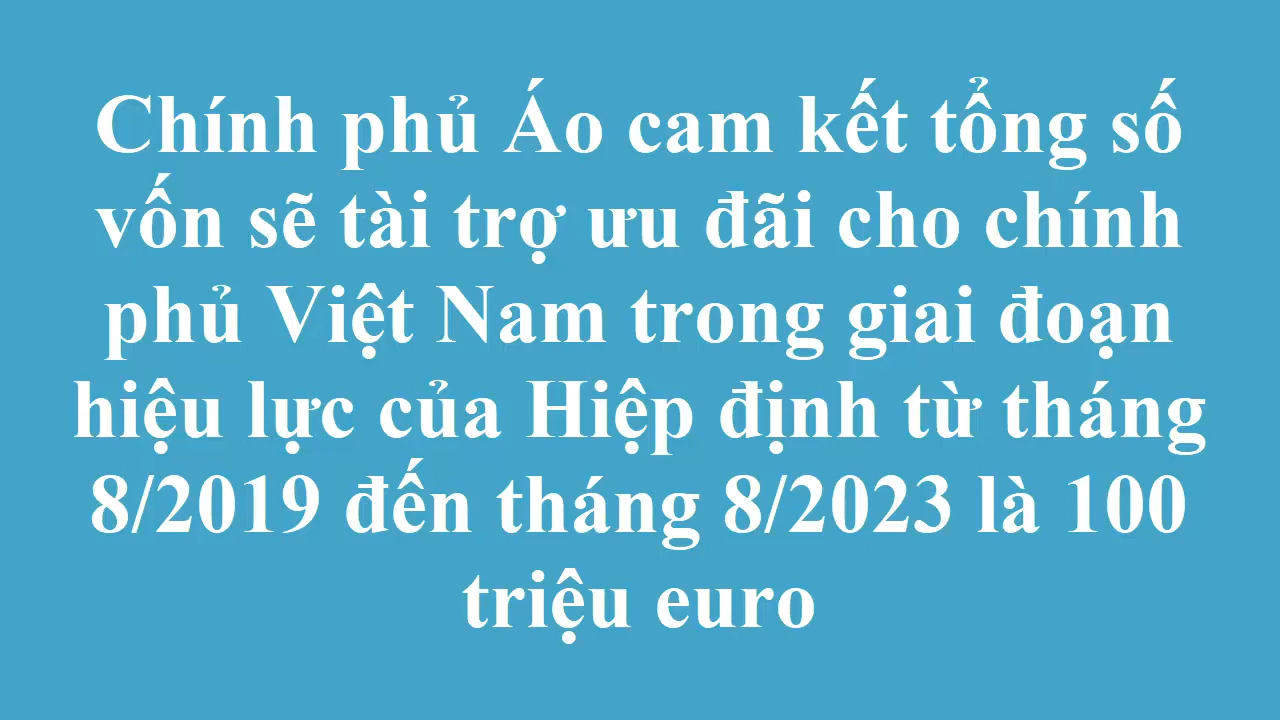 Chính phủ Áo cam kết tổng số
vốn sẽ tài trợ ưu đãi cho chính
phủ Việt Nam trong giai đoạn
hiệu lực của Hiệp định từ tháng
8/2019 đến tháng 8/2023 là 100
triệu euro